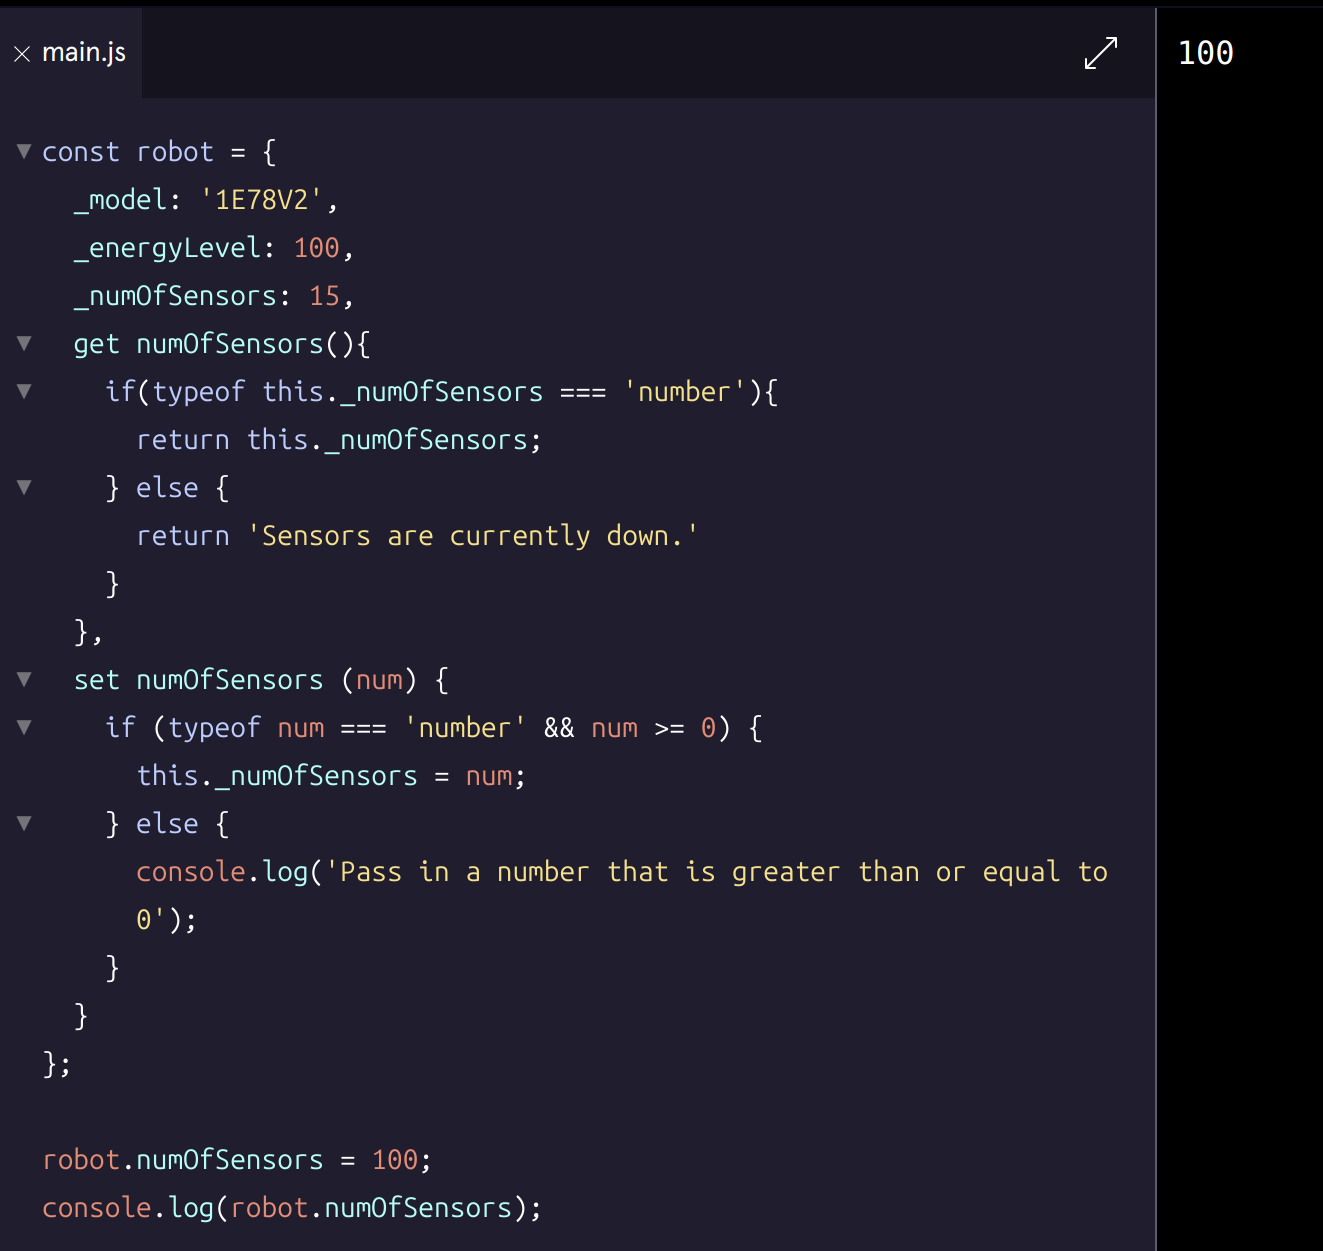 main.js
const robot = {
  _model: '1E78V2',
  _energyLevel: 100,
  _numOfSensors: 15,
  get numOfSensors(){
    if(typeof this._numOfSensors === 'number'){
      return this._numOfSensors;
    } else {
      return 'Sensors are currently down.'
    }
  },
  set numOfSensors (num) {
    if (typeof num === 'number' && num >= 0) {
      this._numOfSensors = num;
    } else {
      console.log('Pass in a number that is greater than or equal to
      0');
    }
  }
};

robot.numOfSensors = 100;
console.log(robot.numOfSensors);
100